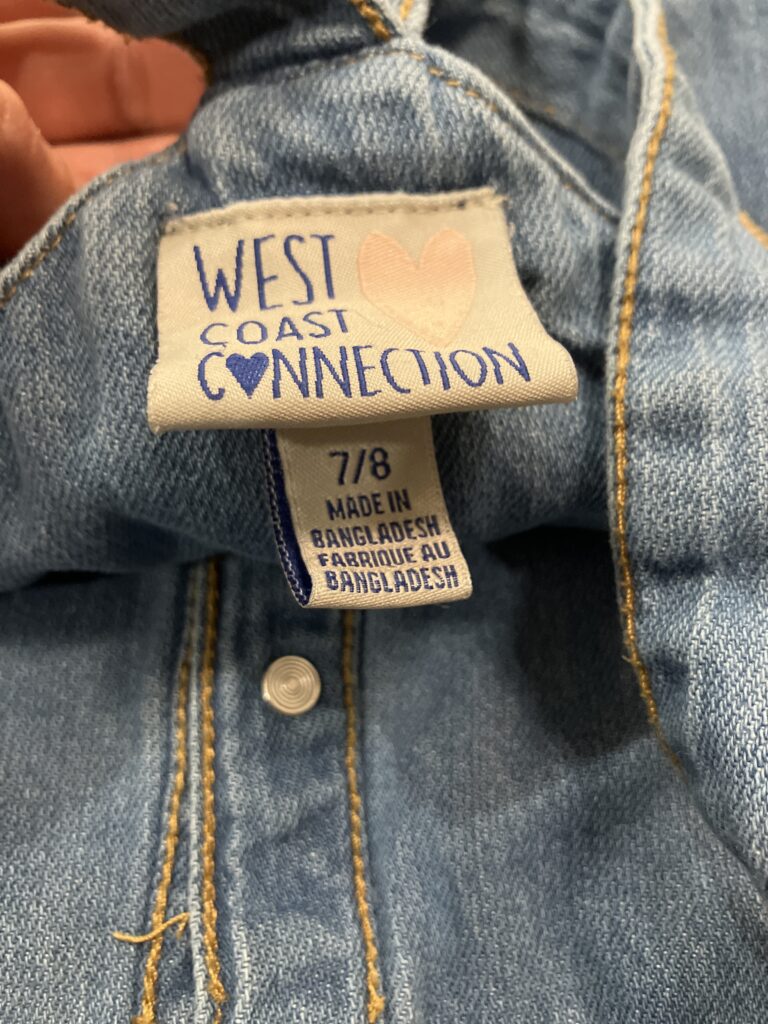 WEST
COAST
CONNECTION
7/8
MADE IN
BANGLADESH
FABRIQUE AU
BANGLADESH